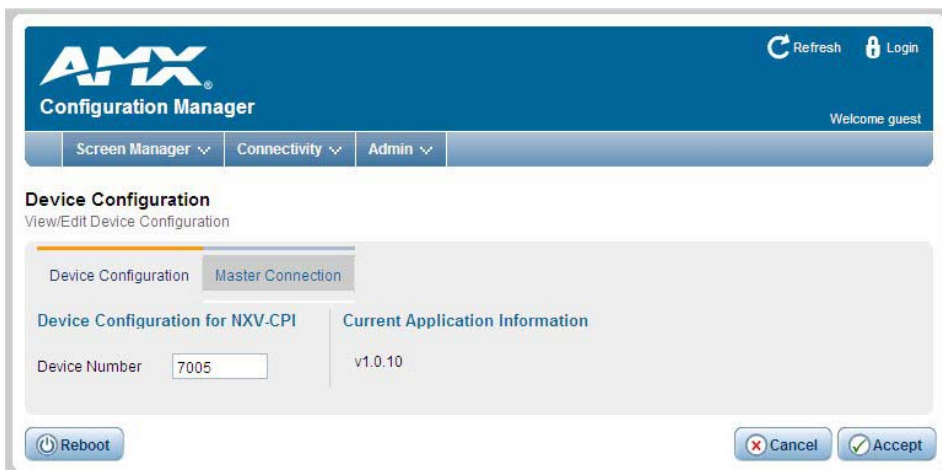 Refresh Login
AMX®
Configuration Manager
Welcome guest
Screen Manager Connectivity Admin
Device Configuration
View/Edit Device Configuration
Device Configuration Master Connection
Device Configuration for NXV-CPI Current Application Information
Device Number 7005 v1.0.10
Reboot Cancel Accept